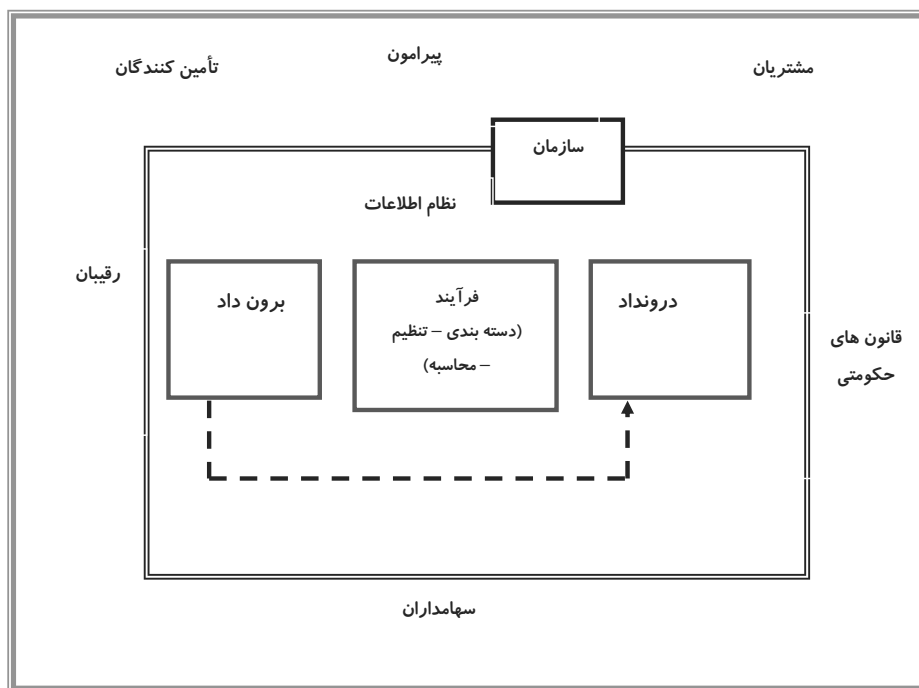 پیرامون
مشتریان
تأمین کنندگان
سازمان
نظام اطلاعات
رقیبان
درونداد
فرآیند
(دسته بندی – تنظیم
– محاسبه)
برون داد
قانون های
حکومتی
سهامداران